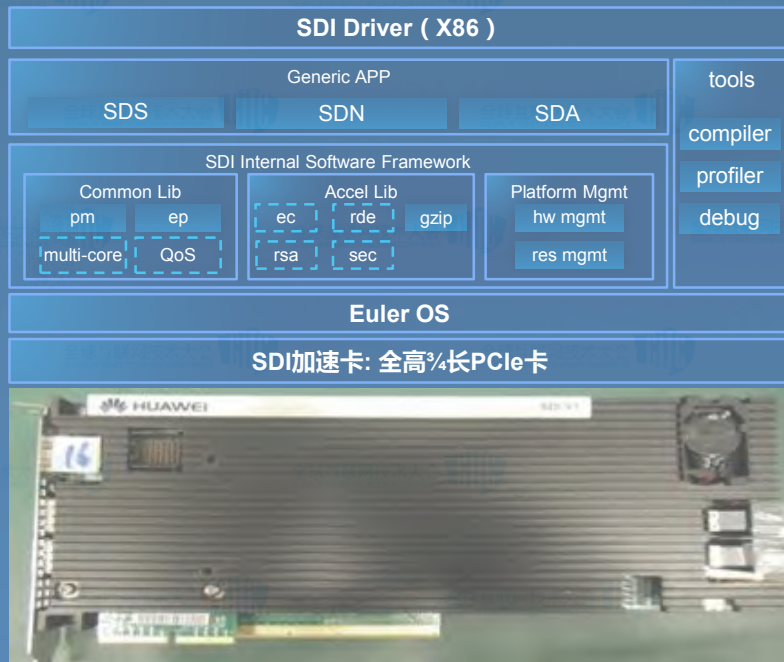 SDI Driver ( X86 )
Generic APP
SDS SDN SDA
tools
compiler
profiler
debug
SDI Internal Software Framework
Common Lib
pm ep
multi-core QoS
Accel Lib
ec rde gzip
rsa sec
Platform Mgmt
hw mgmt
res mgmt
Euler OS
SDI加速卡: 全高¾长PCIe卡
HUAWEI
16